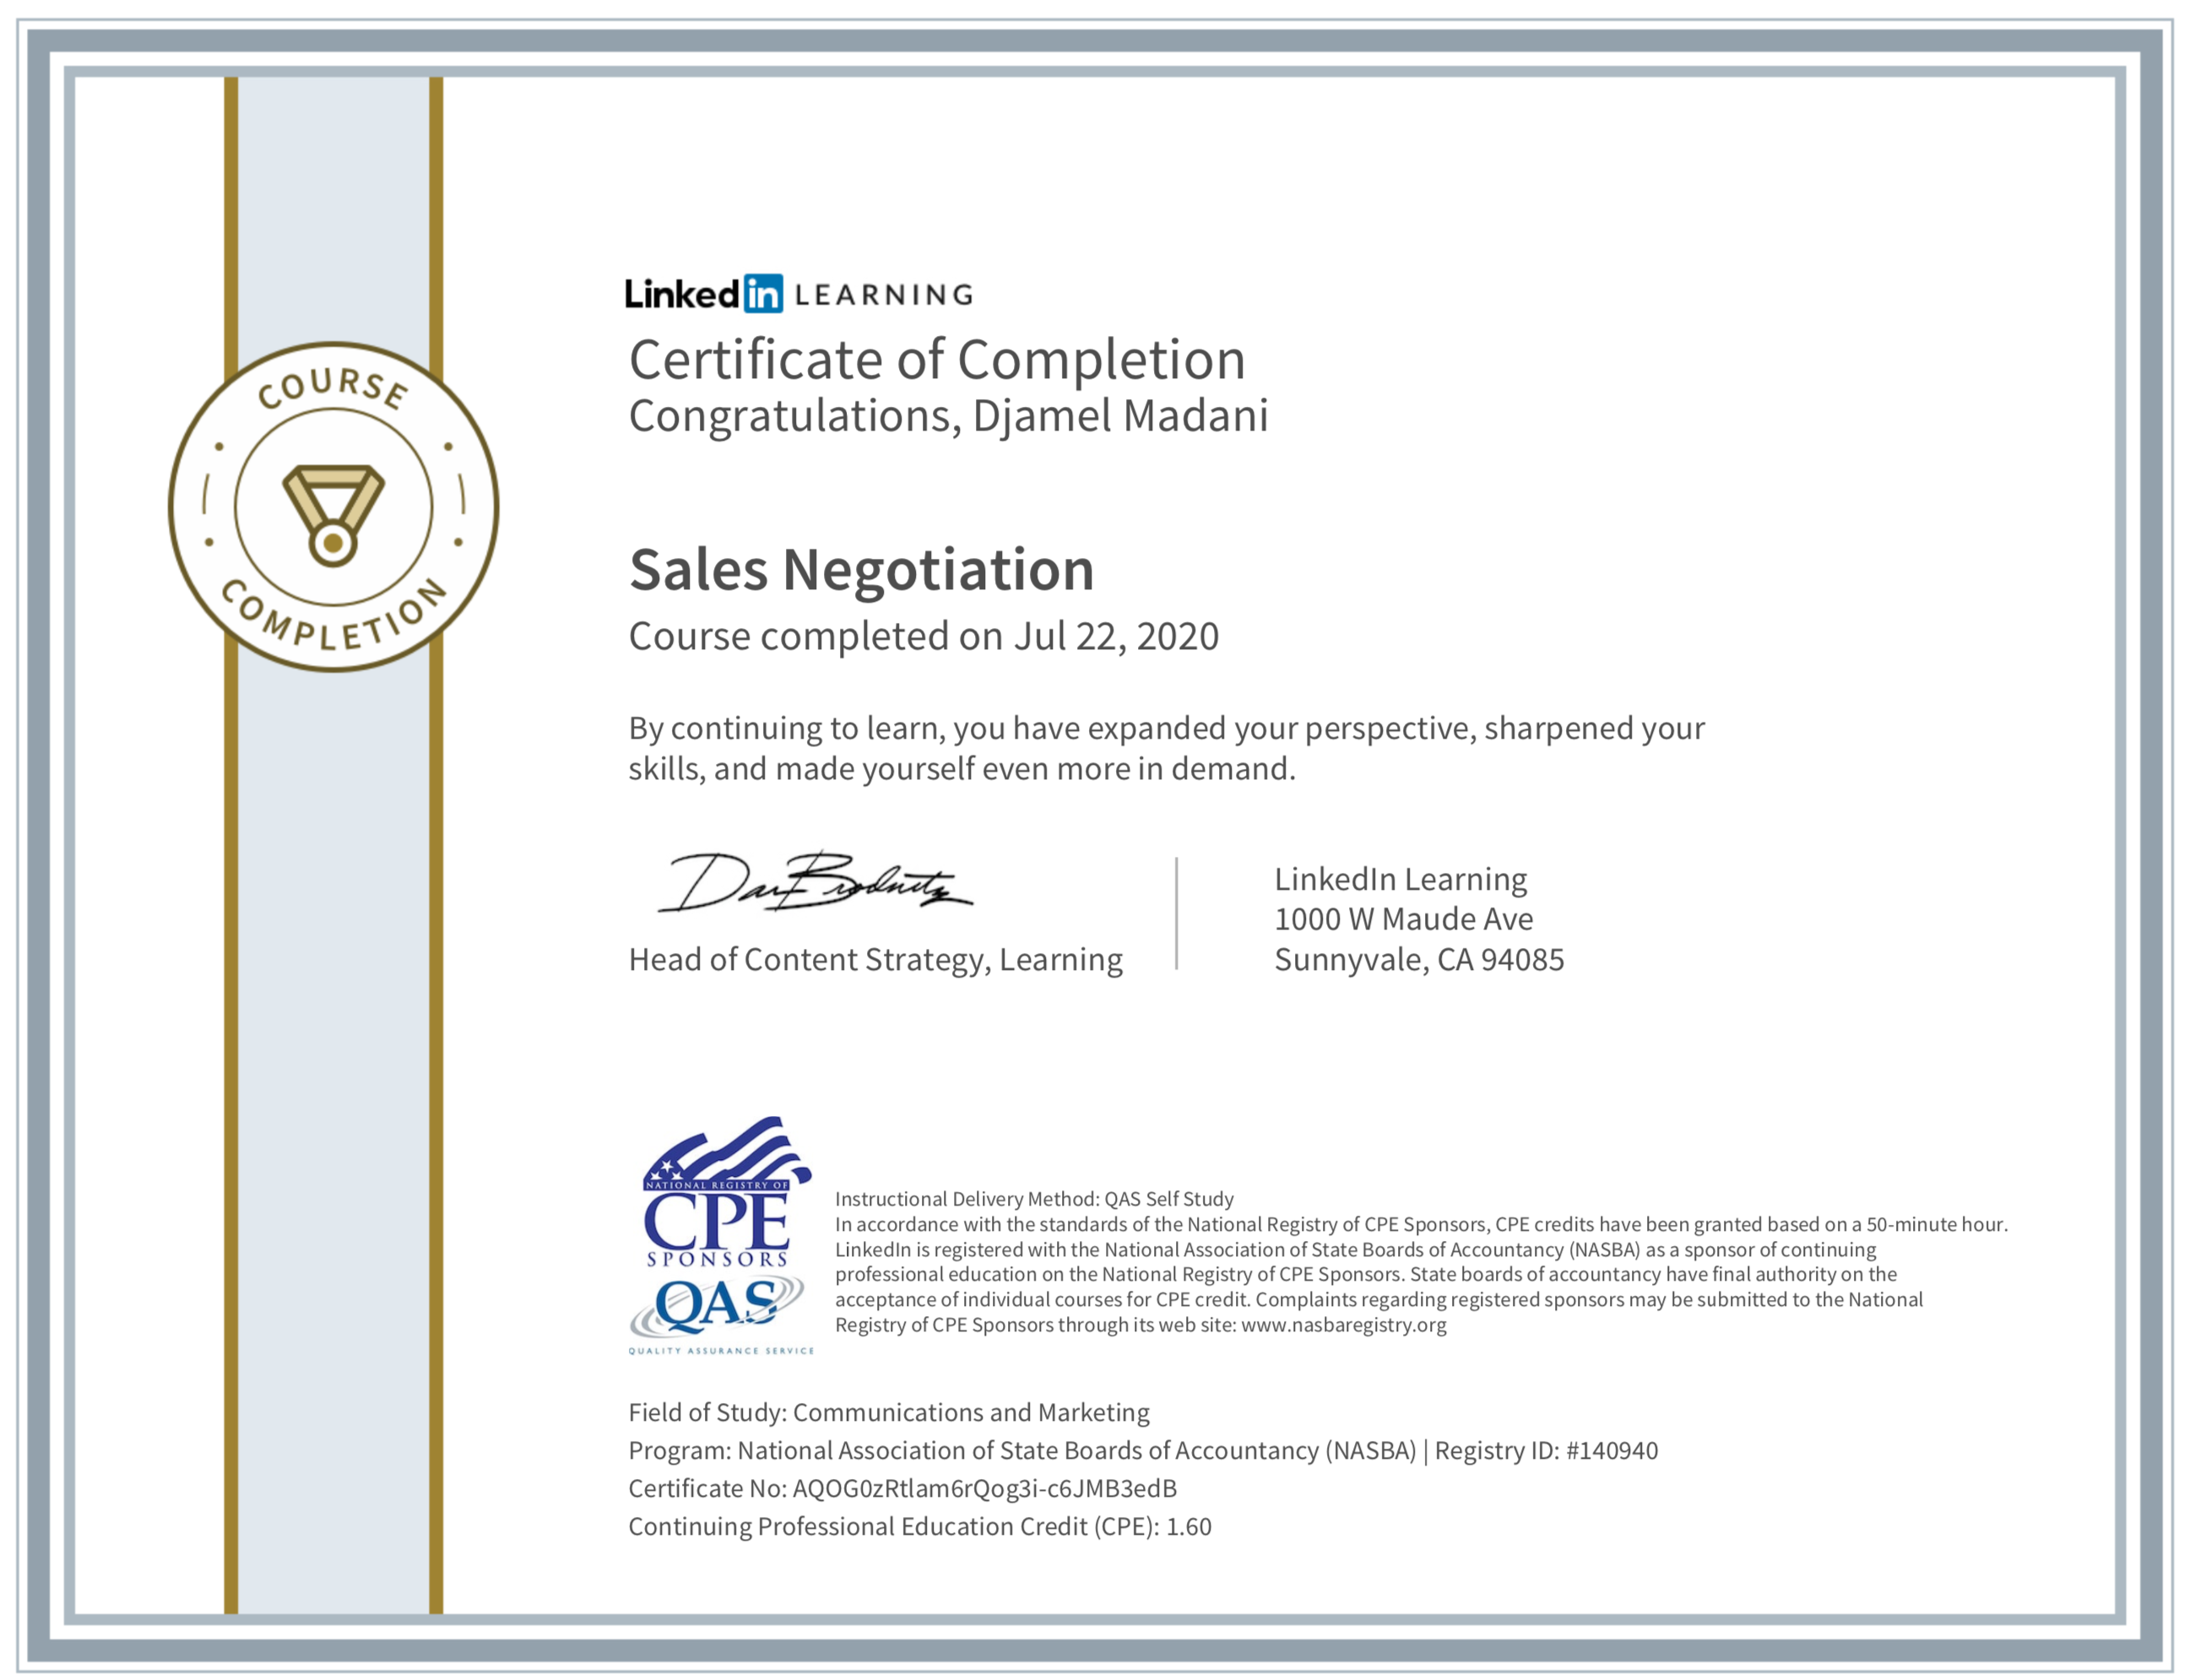 COURSE
COMPLETION
Linked in LEARNING
Certificate of Completion
Congratulations, Djamel Madani
Sales Negotiation
Course completed on Jul 22, 2020
By continuing to learn, you have expanded your perspective, sharpened your
skills, and made yourself even more in demand.
Dan Brodnitz
Head of Content Strategy, Learning
LinkedIn Learning
1000 W Maude Ave
Sunnyvale, CA 94085
NATIONAL REGISTRY OF
CPE
SPONSORS
QAS
QUALITY ASSURANCE SERVICE
Instructional Delivery Method: QAS Self Study
In accordance with the standards of the National Registry of CPE Sponsors, CPE credits have been granted based on a 50-minute hour.
LinkedIn is registered with the National Association of State Boards of Accountancy (NASBA) as a sponsor of continuing
professional education on the National Registry of CPE Sponsors. State boards of accountancy have final authority on the
acceptance of individual courses for CPE credit. Complaints regarding registered sponsors may be submitted to the National
Registry of CPE Sponsors through its web site: www.nasbaregistry.org
Field of Study: Communications and Marketing
Program: National Association of State Boards of Accountancy (NASBA) | Registry ID: #140940
Certificate No: AQOG0zRtlam6rQog3i-c6JMB3edB
Continuing Professional Education Credit (CPE): 1.60